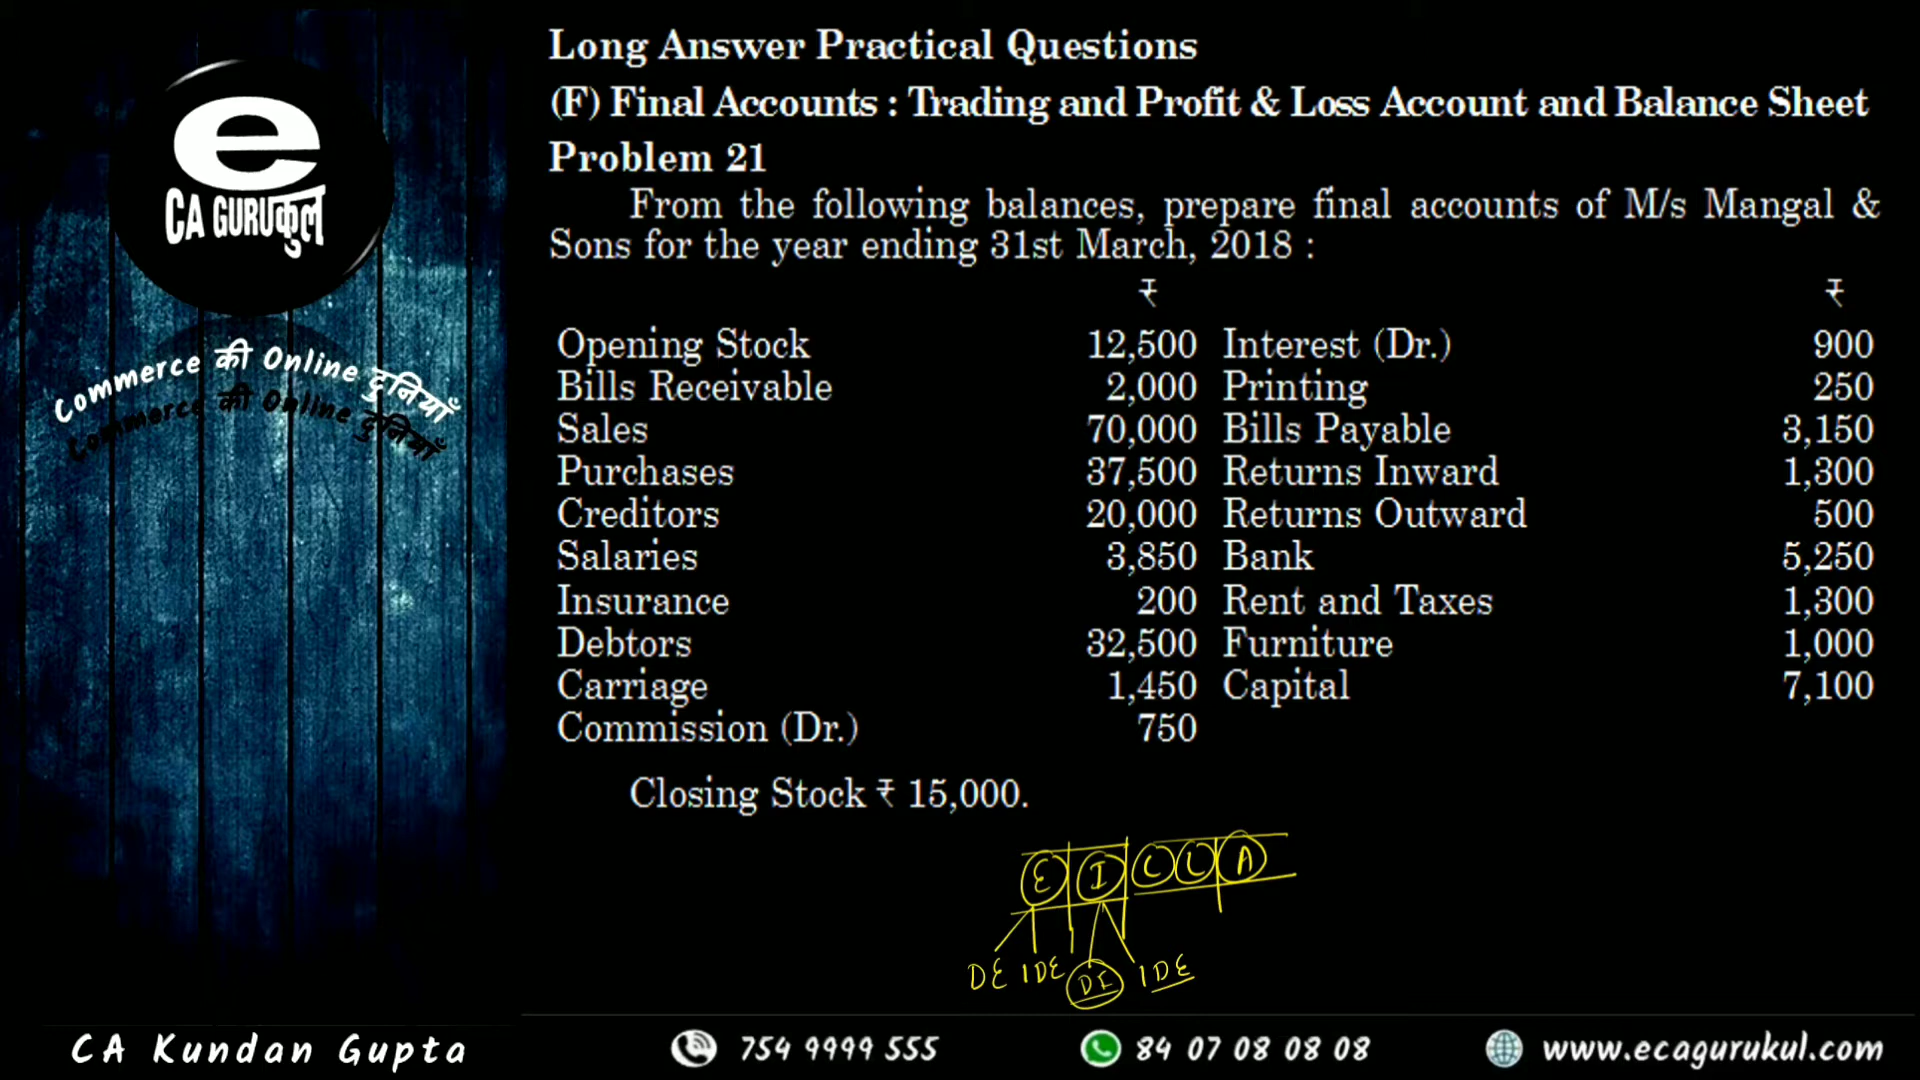 Long Answer Practical Questions
(F) Final Accounts : Trading and Profit & Loss Account and Balance Sheet
Problem 21
From the following balances, prepare final accounts of M/s Mangal &
Sons for the year ending 31st March, 2018 :
₹ ₹
Opening Stock 12,500 Interest (Dr.) 900
Bills Receivable 2,000 Printing 250
Sales 70,000 Bills Payable 3,150
Purchases 37,500 Returns Inward 1,300
Creditors 20,000 Returns Outward 500
Salaries 3,850 Bank 5,250
Insurance 200 Rent and Taxes 1,300
Debtors 32,500 Furniture 1,000
Carriage 1,450 Capital 7,100
Commission (Dr.) 750
Closing Stock ₹ 15,000.
E I C L A
DE IDE DI IDE
e
CA GURUकुल
Commerce की Online दुनियाँ
Commerce की Online दुनियाँ
CA Kundan Gupta 754 9999 555 84 07 08 08 08 www.ecagurukul.com